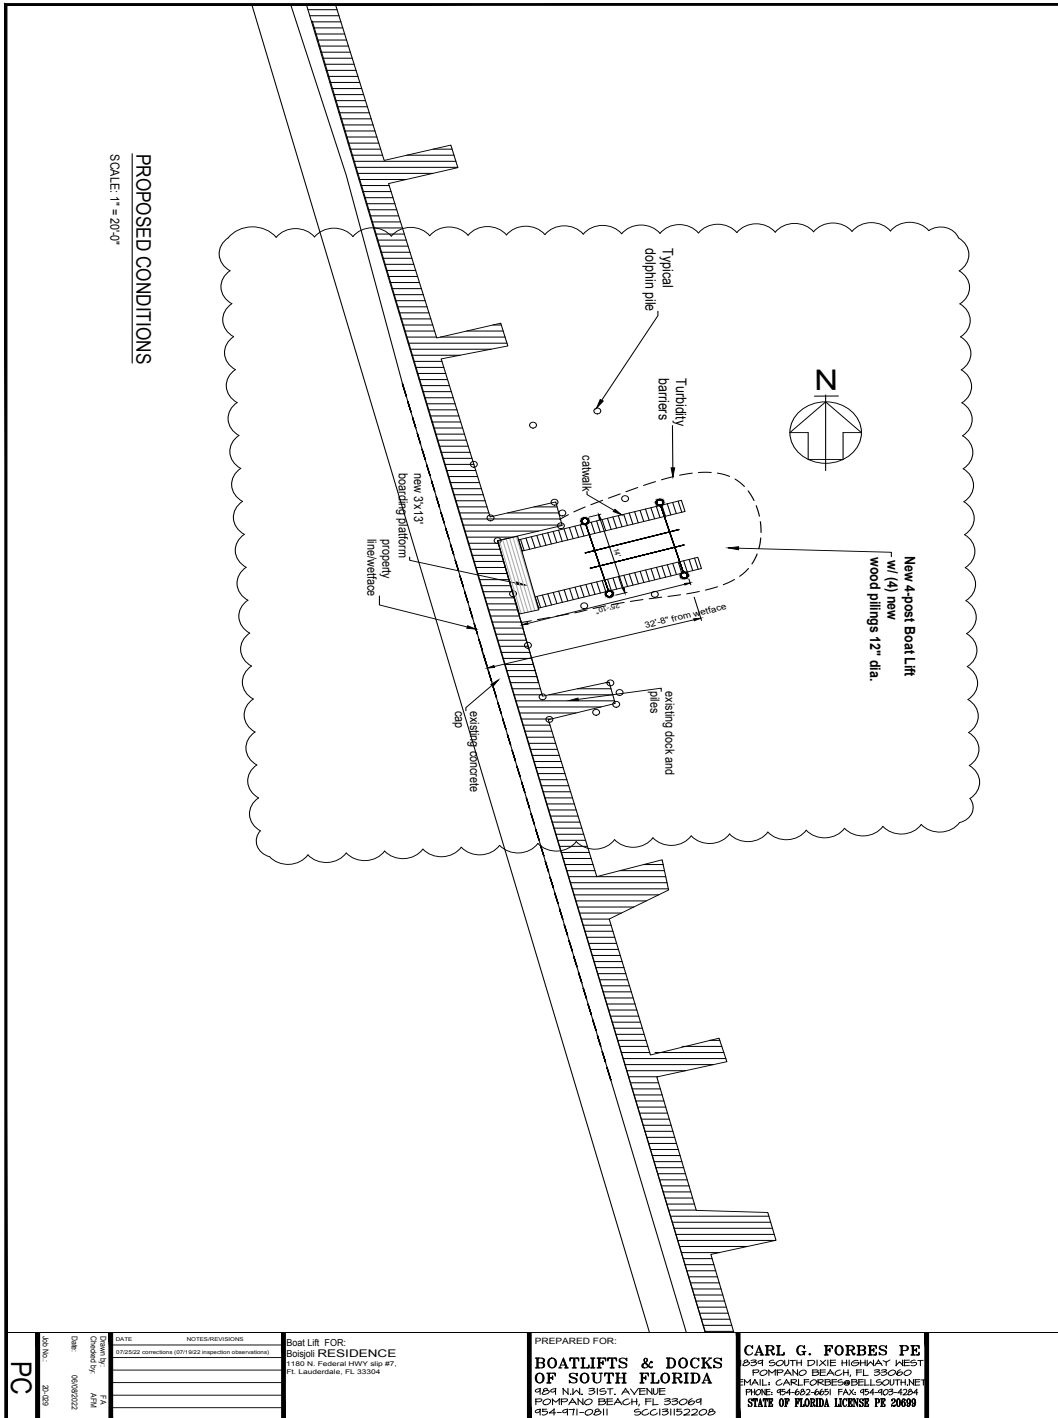 PROPOSED CONDITIONS
SCALE: 1" = 20'-0"
Typical
dolphin pile
Turbidity
barriers
N
catwalk
New 4-post Boat Lift
w/ (4) new
wood pilings 12" dia.
new 3'x13'
boarding platform
property
line/wetface
14'
25'-10"
32'-8" from wetface
existing dock and
piles
existing concrete
cap
PC
Job No.: 20-029
Date: 06/08/2022
Drawn by: FA
Checked by: AFM
DATE NOTES/REVISIONS
07/25/22 corrections (07/19/22 inspection observations)
Boat Lift FOR:
Boisjoli RESIDENCE
1180 N. Federal HWY slip #7,
Ft. Lauderdale, FL 33304
PREPARED FOR:
BOATLIFTS & DOCKS
OF SOUTH FLORIDA
989 N.W. 31ST. AVENUE
POMPANO BEACH, FL 33069
954-971-0811 SCC131152208
CARL G. FORBES PE
1839 SOUTH DIXIE HIGHWAY WEST
POMPANO BEACH, FL 33060
EMAIL: CARLFORBES@BELLSOUTH.NET
PHONE: 954-682-6651 FAX: 954-903-4284
STATE OF FLORIDA LICENSE PE 20699